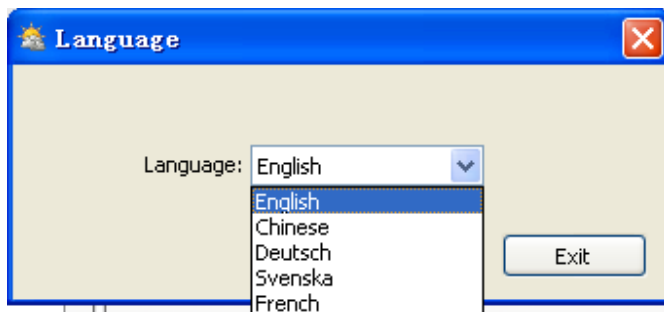 Language
Language: English
English
Chinese
Deutsch
Svenska
Exit
French